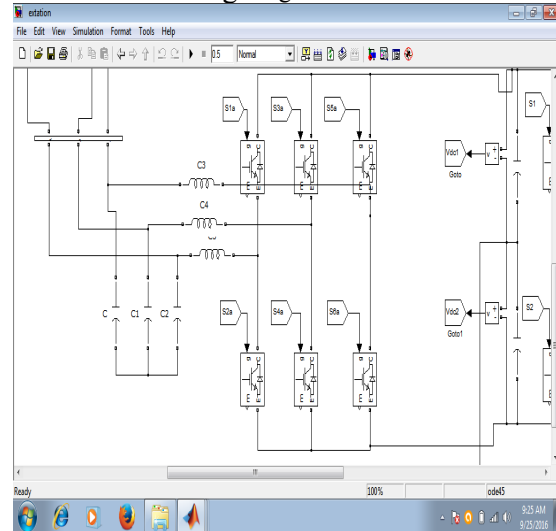 extation
File Edit View Simulation Format Tools Help
0.5 Normal
S1a S3a S5a S1
C3
Vdc1
Goto
C4
C C1 C2
S2a S4a S6a
Vdc2
Goto1
S2
Ready 100% ode45
9:25 AM
9/25/2016